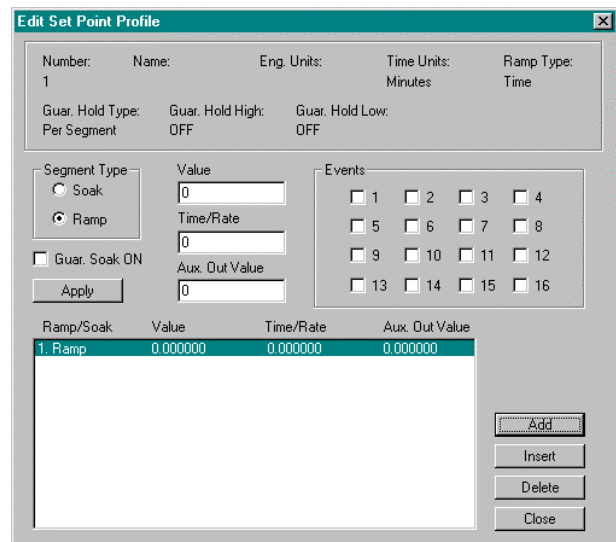 Edit Set Point Profile
Number: Name: Eng. Units: Time Units: Ramp Type:
1 Minutes Time
Guar. Hold Type: Guar. Hold High: Guar. Hold Low:
Per Segment OFF OFF
Segment Type
Soak
Ramp
Guar. Soak ON
Apply
Value
0
Time/Rate
0
Aux. Out Value
0
Events
1 2 3 4
5 6 7 8
9 10 11 12
13 14 15 16
Ramp/Soak Value Time/Rate Aux. Out Value
1. Ramp 0.000000 0.000000 0.000000
Add
Insert
Delete
Close